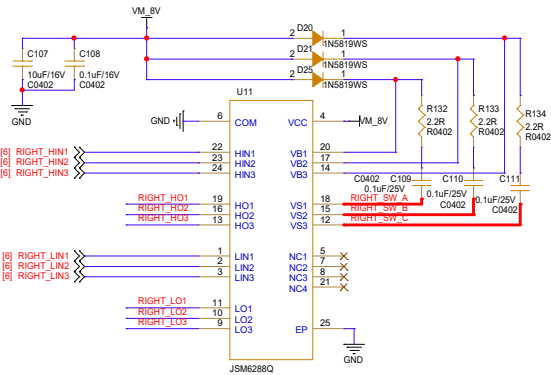 VM_8V
D20
2 1
1N5819WS
D21
2 1
1N5819WS
D25
2 1
1N5819WS
C107
10uF/16V
C0402
C108
0.1uF/16V
C0402
GND
R132
2.2R
R0402
R133
2.2R
R0402
R134
2.2R
R0402
U11
GND 6 COM VCC 4 VM_8V
[6] RIGHT_HIN1 22 HIN1 VB1 20
[6] RIGHT_HIN2 23 HIN2 VB2 17
[6] RIGHT_HIN3 24 HIN3 VB3 14
C0402 C109
0.1uF/25V
C110
0.1uF/25V
C0402
C111
0.1uF/25V
C0402
RIGHT_HO1 19 HO1 VS1 18 RIGHT_SW_A
RIGHT_HO2 16 HO2 VS2 15 RIGHT_SW_B
RIGHT_HO3 13 HO3 VS3 12 RIGHT_SW_C
[6] RIGHT_LIN1 1 LIN1 NC1 5
[6] RIGHT_LIN2 2 LIN2 NC2 7
[6] RIGHT_LIN3 3 LIN3 NC3 8
NC4 21
RIGHT_LO1 11 LO1
RIGHT_LO2 10 LO2
RIGHT_LO3 9 LO3 EP 25
GND
JSM6288Q